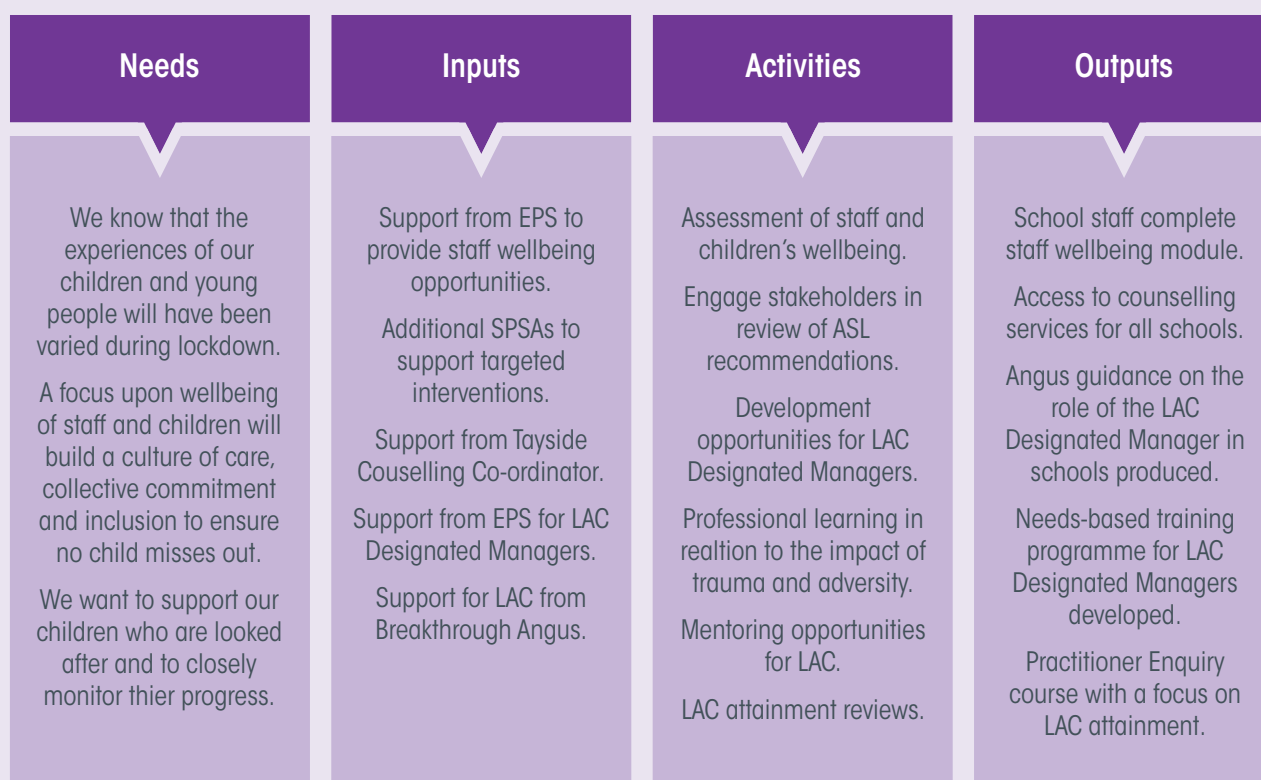 Needs
We know that the
experiences of our
children and young
people will have been
varied during lockdown.
A focus upon wellbeing
of staff and children will
build a culture of care,
collective commitment
and inclusion to ensure
no child misses out.
We want to support our
children who are looked
after and to closely
monitor thier progress.
Inputs
Support from EPS to
provide staff wellbeing
opportunities.
Additional SPSAs to
support targeted
interventions.
Support from Tayside
Couselling Co-ordinator.
Support from EPS for LAC
Designated Managers.
Support for LAC from
Breakthrough Angus.
Activities
Assessment of staff and
children's wellbeing.
Engage stakeholders in
review of ASL
recommendations.
Development
opportunities for LAC
Designated Managers.
Professional learning in
realtion to the impact of
trauma and adversity.
Mentoring opportunities
for LAC.
LAC attainment reviews.
Outputs
School staff complete
staff wellbeing module.
Access to counselling
services for all schools.
Angus guidance on the
role of the LAC
Designated Manager in
schools produced.
Needs-based training
programme for LAC
Designated Managers
developed.
Practitioner Enquiry
course with a focus on
LAC attainment.